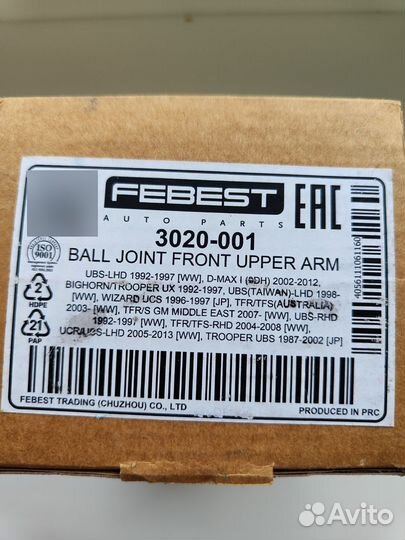 FEBEST
AUTO PARTS
EAC
3020-001
BALL JOINT FRONT UPPER ARM
UBS-LHD 1992-1997 [WW], D-MAX I (8DH) 2002-2012,
BIGHORN/TROOPER UX 1992-1997, UBS(TAIWAN)-LHD 1998-
[WW], WIZARD UCS 1996-1997 [JP], TFR/TFS(AUSTRALIA)
2003- [WW], TFR/S GM MIDDLE EAST 2007- [WW], UBS-RHD
1992-1997 [WW], TFR/TFS-RHD 2004-2008 [WW],
UCR/UBS-LHD 2005-2013 [WW], TROOPER UBS 1987-2002 [JP]
ISO
9001
2
HDPE
21
PAP
4056111061160
FEBEST TRADING (CHUZHOU) CO., LTD
PRODUCED IN PRC
Avito